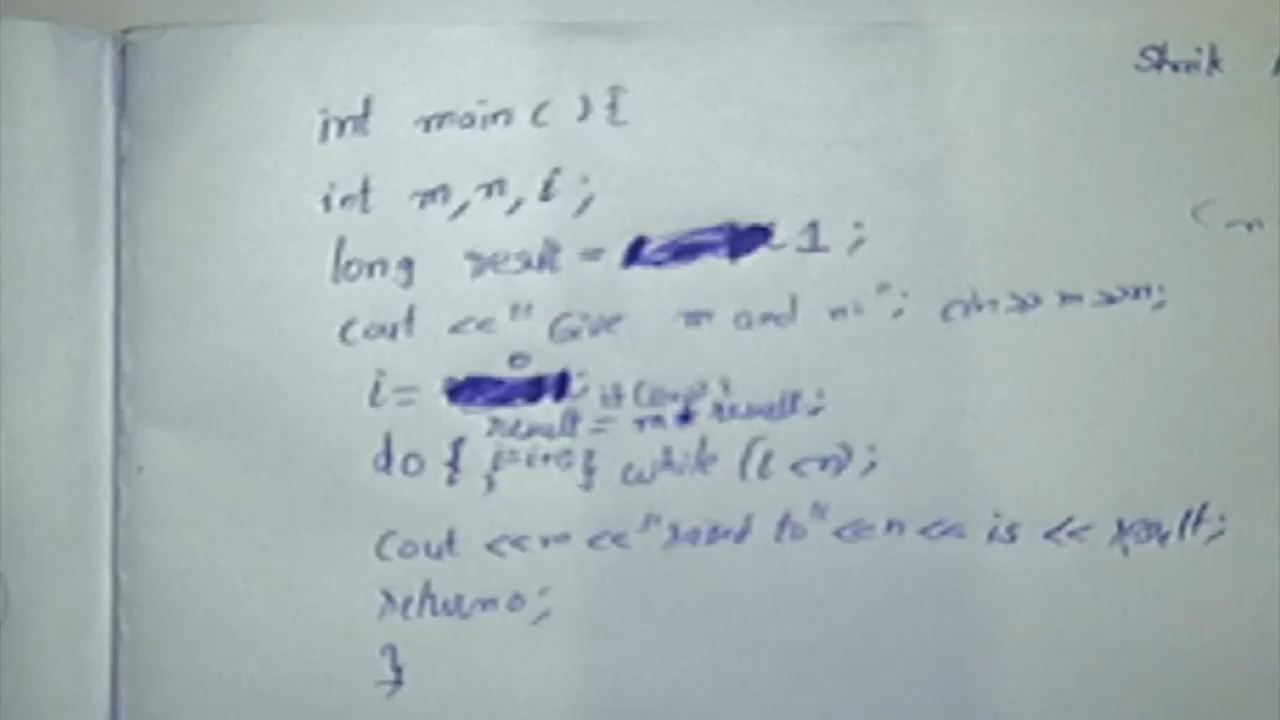 Shreik
int main ( ) {
int m, n, i ;
( n
long result = 1 ;
cout << " Give m and n: " ; cin >> m >> n;
i = 0 ;
result = m * result ;
do { } while (i < n) ;
cout << m << " raised to " << n << is << result ;
return 0 ;
}